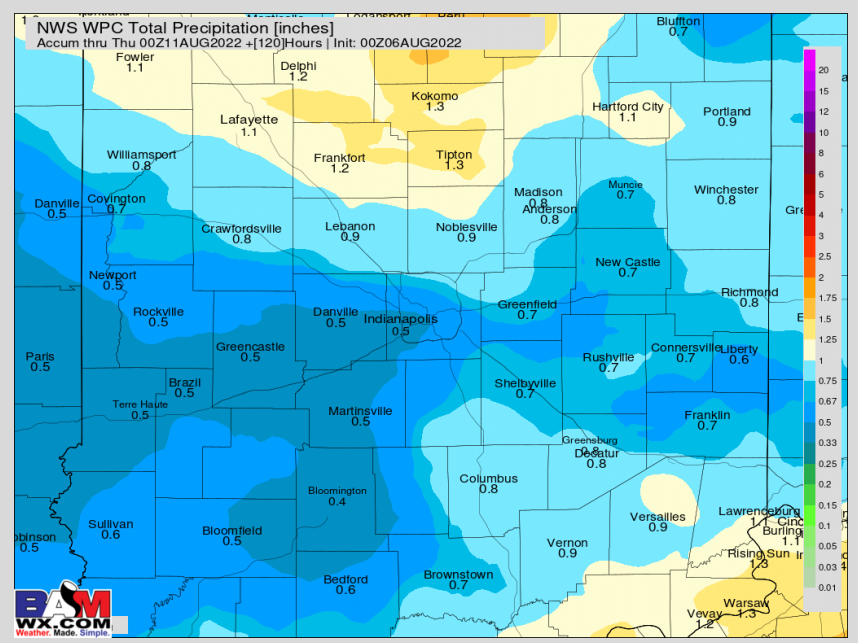 NWS WPC Total Precipitation [inches]
Accum thru Thu 00Z11AUG2022 +[120]Hours | Init: 00Z06AUG2022
Bluffton
0.7
Fowler
1.1
Delphi
1.2
Kokomo
1.3
Hartford City
1.1
Portland
0.9
Lafayette
1.1
Frankfort
1.2
Tipton
1.3
Williamsport
0.8
Danville
0.5
Covington
0.7
Muncie
0.7
Winchester
0.8
Madison
0.8
Anderson
0.8
Crawfordsville
0.8
Lebanon
0.9
Noblesville
0.9
New Castle
0.7
Newport
0.5
Richmond
0.8
Rockville
0.5
Danville
0.5
Indianapolis
0.5
Greenfield
0.7
Paris
0.5
Greencastle
0.5
Rushville
0.7
Connersville
0.7
Liberty
0.6
Brazil
0.5
Shelbyville
0.7
Terre Haute
0.5
Martinsville
0.5
Franklin
0.7
Greensburg
0.8
Decatur
0.8
Columbus
0.8
Bloomington
0.4
Versailles
0.9
Lawrenceburg
1.1
Sullivan
0.6
Bloomfield
0.5
obinson
0.5
Vernon
0.9
Burling
1.1
Rising Sun
1.3
Bedford
0.6
Brownstown
0.7
Warsaw
1.3
Vevay
1.2
20
15
12
10
8
6
5
4
3
2.5
2
1.75
1.5
1.25
1
0.75
0.67
0.5
0.33
0.25
0.2
0.15
0.1
0.05
0.03
0.01
BAM
WX.COM
Weather. Made. Simple.